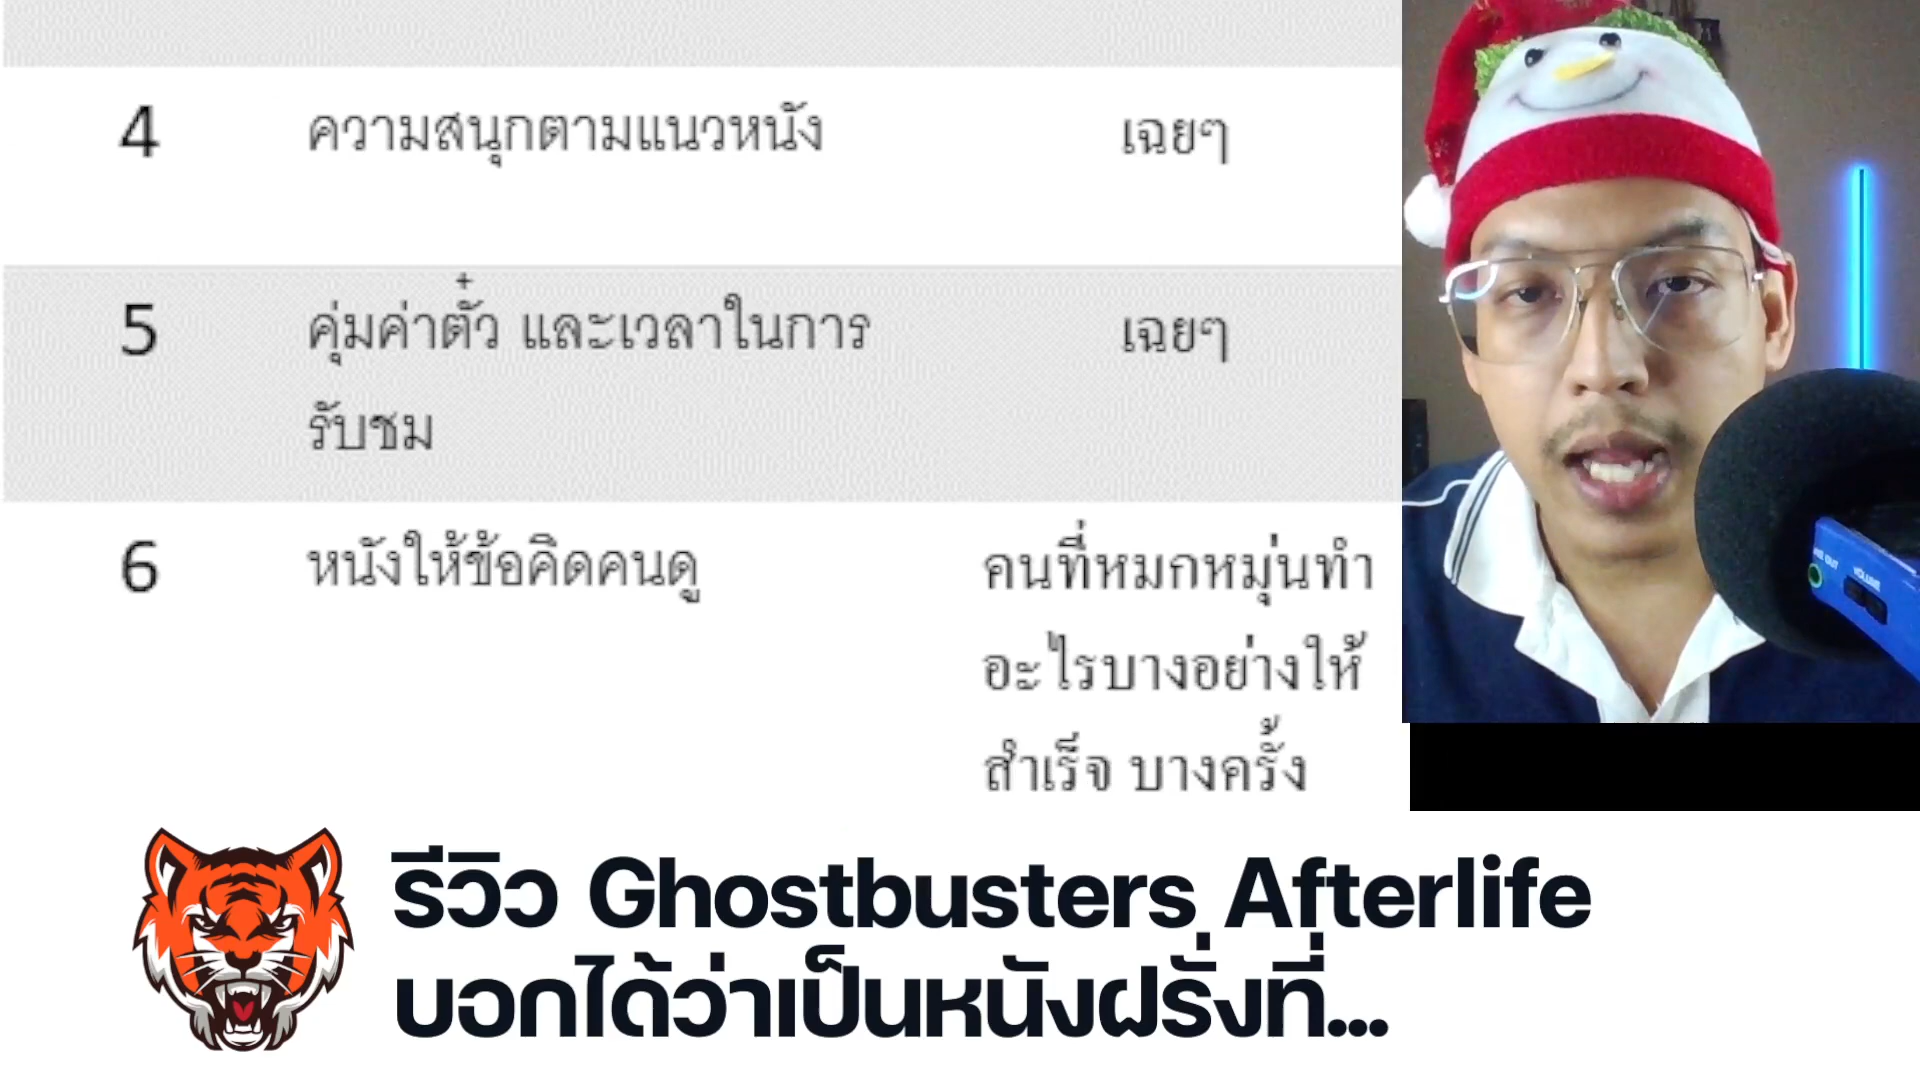 4 ความสนุกตามแนวหนัง เฉยๆ
5 คุ่มค่าตั๋ว และเวลาในการ เฉยๆ
รับชม
6 หนังให้ข้อคิดคนดู คนที่หมกหมุ่นทำ
อะไรบางอย่างให้
สำเร็จ บางครั้ง
VOLUME
รีวิว Ghostbusters Afterlife
บอกได้ว่าเป็นหนังฝรั่งที่...